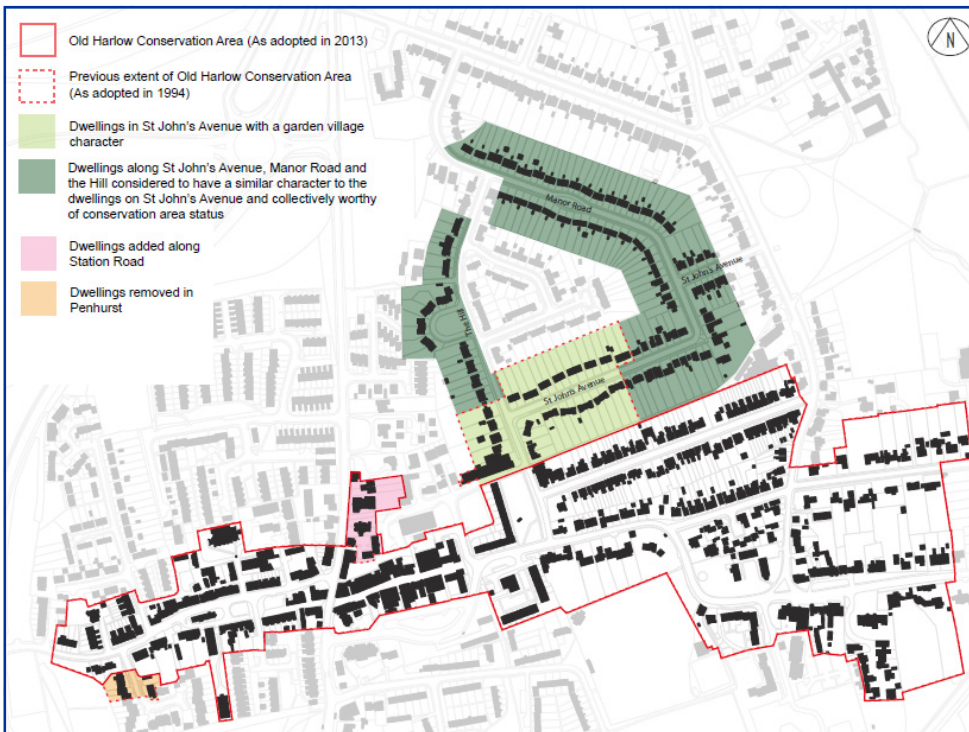 Old Harlow Conservation Area (As adopted in 2013)
Previous extent of Old Harlow Conservation Area
(As adopted in 1994)
Dwellings in St John's Avenue with a garden village
character
Dwellings along St John's Avenue, Manor Road and
the Hill considered to have a similar character to the
dwellings on St John's Avenue and collectively worthy
of conservation area status
Dwellings added along
Station Road
Dwellings removed in
Penhurst
N
Manor Road
St John's Avenue
The Hill
St John's Avenue